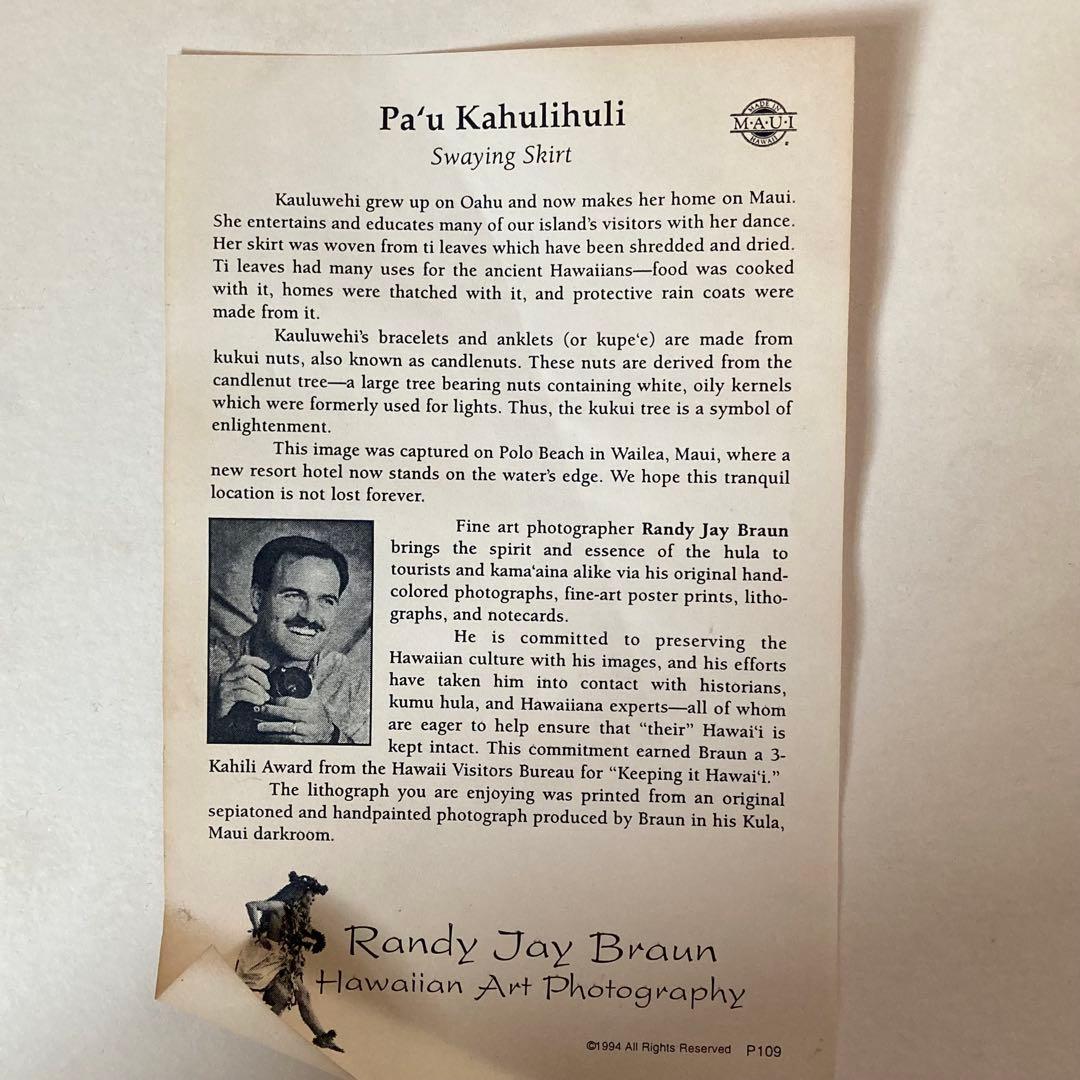 Pa‘u Kahulihuli
MADE IN
M·A·U·I
HAWAII
Swaying Skirt
Kauluwehi grew up on Oahu and now makes her home on Maui.
She entertains and educates many of our island's visitors with her dance.
Her skirt was woven from ti leaves which have been shredded and dried.
Ti leaves had many uses for the ancient Hawaiians—food was cooked
with it, homes were thatched with it, and protective rain coats were
made from it.
Kauluwehi's bracelets and anklets (or kupe‘e) are made from
kukui nuts, also known as candlenuts. These nuts are derived from the
candlenut tree—a large tree bearing nuts containing white, oily kernels
which were formerly used for lights. Thus, the kukui tree is a symbol of
enlightenment.
This image was captured on Polo Beach in Wailea, Maui, where a
new resort hotel now stands on the water's edge. We hope this tranquil
location is not lost forever.
Fine art photographer Randy Jay Braun
brings the spirit and essence of the hula to
tourists and kama‘aina alike via his original hand-
colored photographs, fine-art poster prints, litho-
graphs, and notecards.
He is committed to preserving the
Hawaiian culture with his images, and his efforts
have taken him into contact with historians,
kumu hula, and Hawaiiana experts—all of whom
are eager to help ensure that “their” Hawai‘i is
kept intact. This commitment earned Braun a 3-
Kahili Award from the Hawaii Visitors Bureau for “Keeping it Hawai‘i.”
The lithograph you are enjoying was printed from an original
sepiatoned and handpainted photograph produced by Braun in his Kula,
Maui darkroom.
Randy Jay Braun
Hawaiian Art Photography
©1994 All Rights Reserved P109